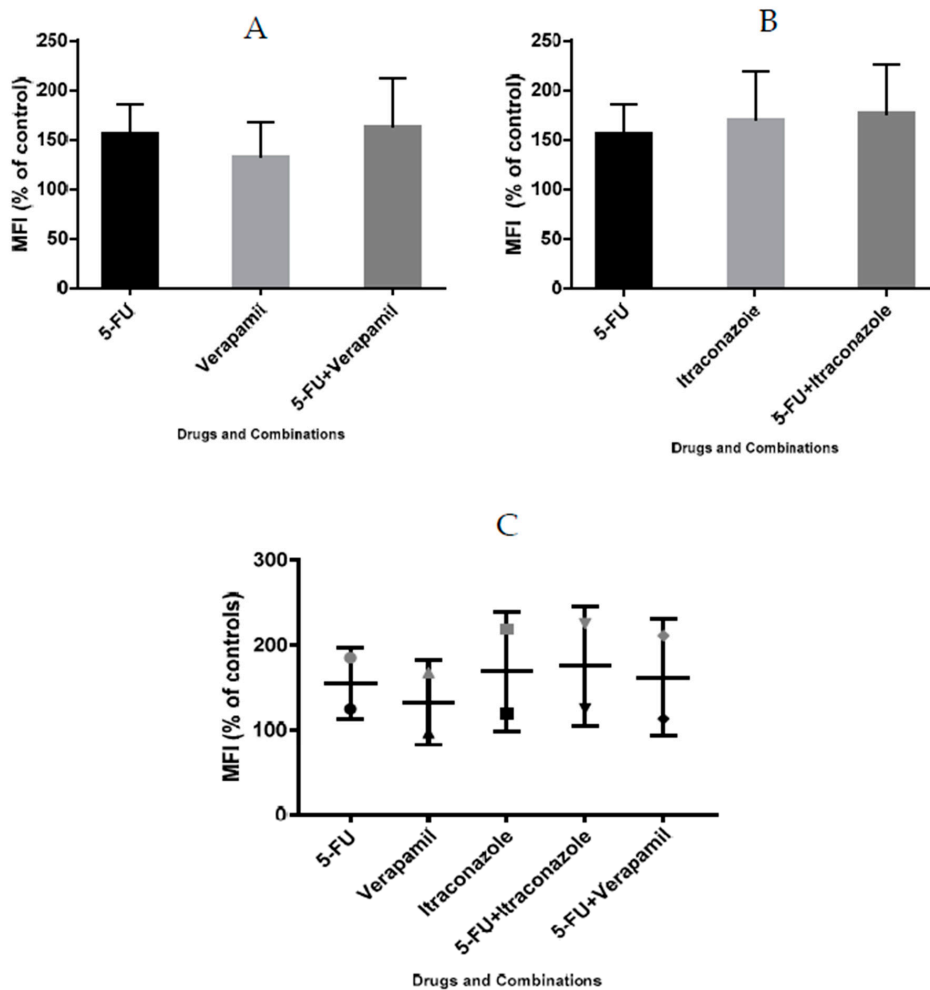 A
MFI (% of control)
250
200
150
100
50
0
5-FU
Verapamil
5-FU+Verapamil
Drugs and Combinations
B
MFI (% of control)
250
200
150
100
50
0
5-FU
Itraconazole
5-FU+Itraconazole
Drugs and Combinations
C
MFI (% of controls)
300
200
100
0
5-FU
Verapamil
Itraconazole
5-FU+Itraconazole
5-FU+Verapamil
Drugs and Combinations